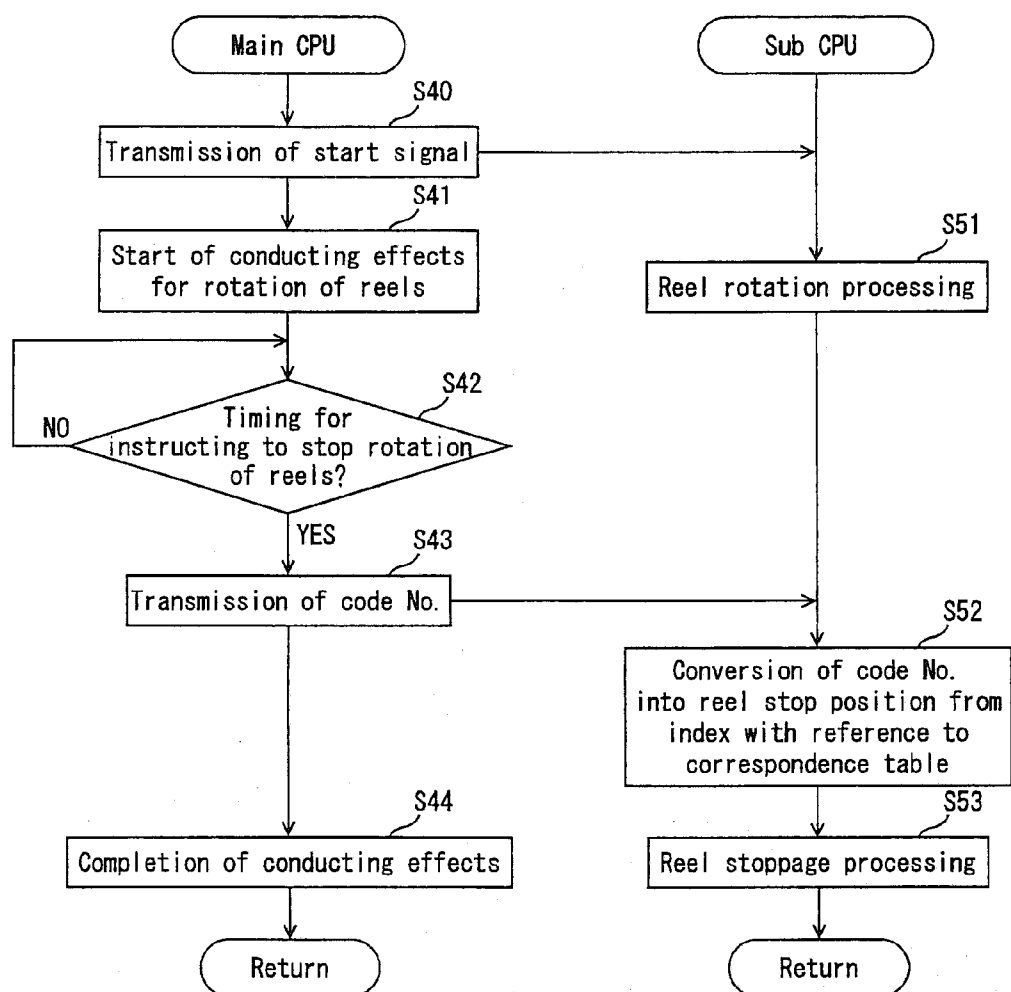 Main CPU
Sub CPU
S40
Transmission of start signal
S41
Start of conducting effects
for rotation of reels
S51
Reel rotation processing
S42
Timing for
instructing to stop rotation
of reels?
NO
YES
S43
Transmission of code No.
S52
Conversion of code No.
into reel stop position from
index with reference to
correspondence table
S44
Completion of conducting effects
S53
Reel stoppage processing
Return
Return